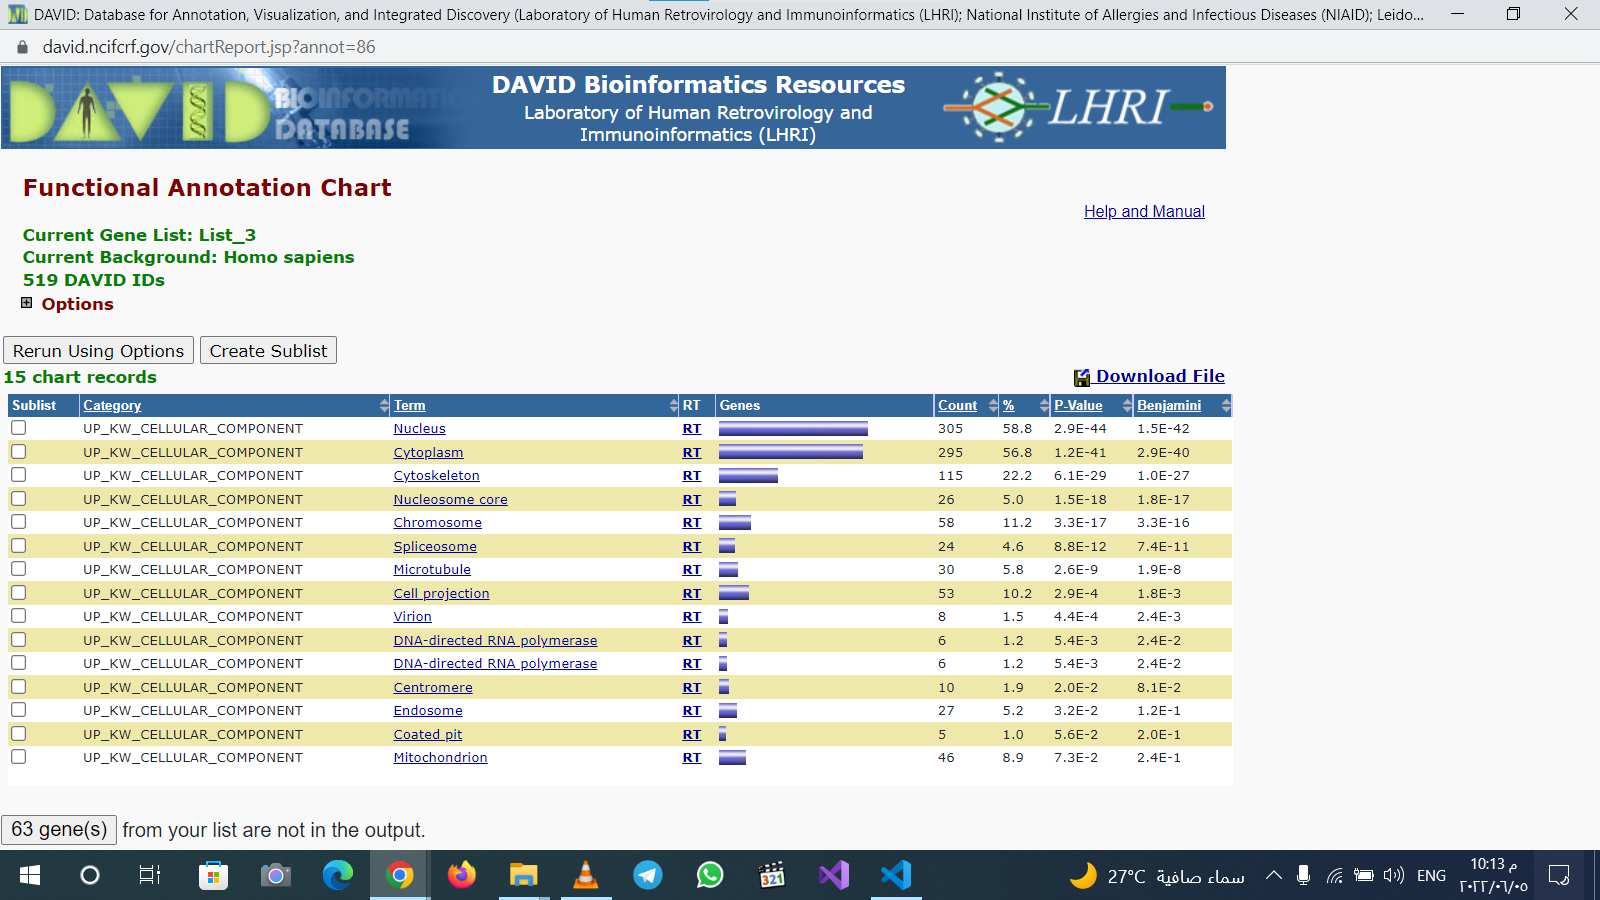 DAVID: Database for Annotation, Visualization, and Integrated Discovery (Laboratory of Human Retrovirology and Immunoinformatics (LHRI); National Institute of Allergies and Infectious Diseases (NIAID); Leido...
david.ncifcrf.gov/chartReport.jsp?annot=86
DAVID BIOINFORMATICS DATABASE
DAVID Bioinformatics Resources
Laboratory of Human Retrovirology and
Immunoinformatics (LHRI)
LHRI
Functional Annotation Chart
Help and Manual
Current Gene List: List_3
Current Background: Homo sapiens
519 DAVID IDs
Options
Rerun Using Options Create Sublist
15 chart records Download File
Sublist Category Term RT Genes Count % P-Value Benjamini
UP_KW_CELLULAR_COMPONENT Nucleus RT 305 58.8 2.9E-44 1.5E-42
UP_KW_CELLULAR_COMPONENT Cytoplasm RT 295 56.8 1.2E-41 2.9E-40
UP_KW_CELLULAR_COMPONENT Cytoskeleton RT 115 22.2 6.1E-29 1.0E-27
UP_KW_CELLULAR_COMPONENT Nucleosome core RT 26 5.0 1.5E-18 1.8E-17
UP_KW_CELLULAR_COMPONENT Chromosome RT 58 11.2 3.3E-17 3.3E-16
UP_KW_CELLULAR_COMPONENT Spliceosome RT 24 4.6 8.8E-12 7.4E-11
UP_KW_CELLULAR_COMPONENT Microtubule RT 30 5.8 2.6E-9 1.9E-8
UP_KW_CELLULAR_COMPONENT Cell projection RT 53 10.2 2.9E-4 1.8E-3
UP_KW_CELLULAR_COMPONENT Virion RT 8 1.5 4.4E-4 2.4E-3
UP_KW_CELLULAR_COMPONENT DNA-directed RNA polymerase RT 6 1.2 5.4E-3 2.4E-2
UP_KW_CELLULAR_COMPONENT DNA-directed RNA polymerase RT 6 1.2 5.4E-3 2.4E-2
UP_KW_CELLULAR_COMPONENT Centromere RT 10 1.9 2.0E-2 8.1E-2
UP_KW_CELLULAR_COMPONENT Endosome RT 27 5.2 3.2E-2 1.2E-1
UP_KW_CELLULAR_COMPONENT Coated pit RT 5 1.0 5.6E-2 2.0E-1
UP_KW_CELLULAR_COMPONENT Mitochondrion RT 46 8.9 7.3E-2 2.4E-1
63 gene(s) from your list are not in the output.
321
27°C سماء صافية ENG
10:13 م
٢٠٢٢/٠٦/٠٥